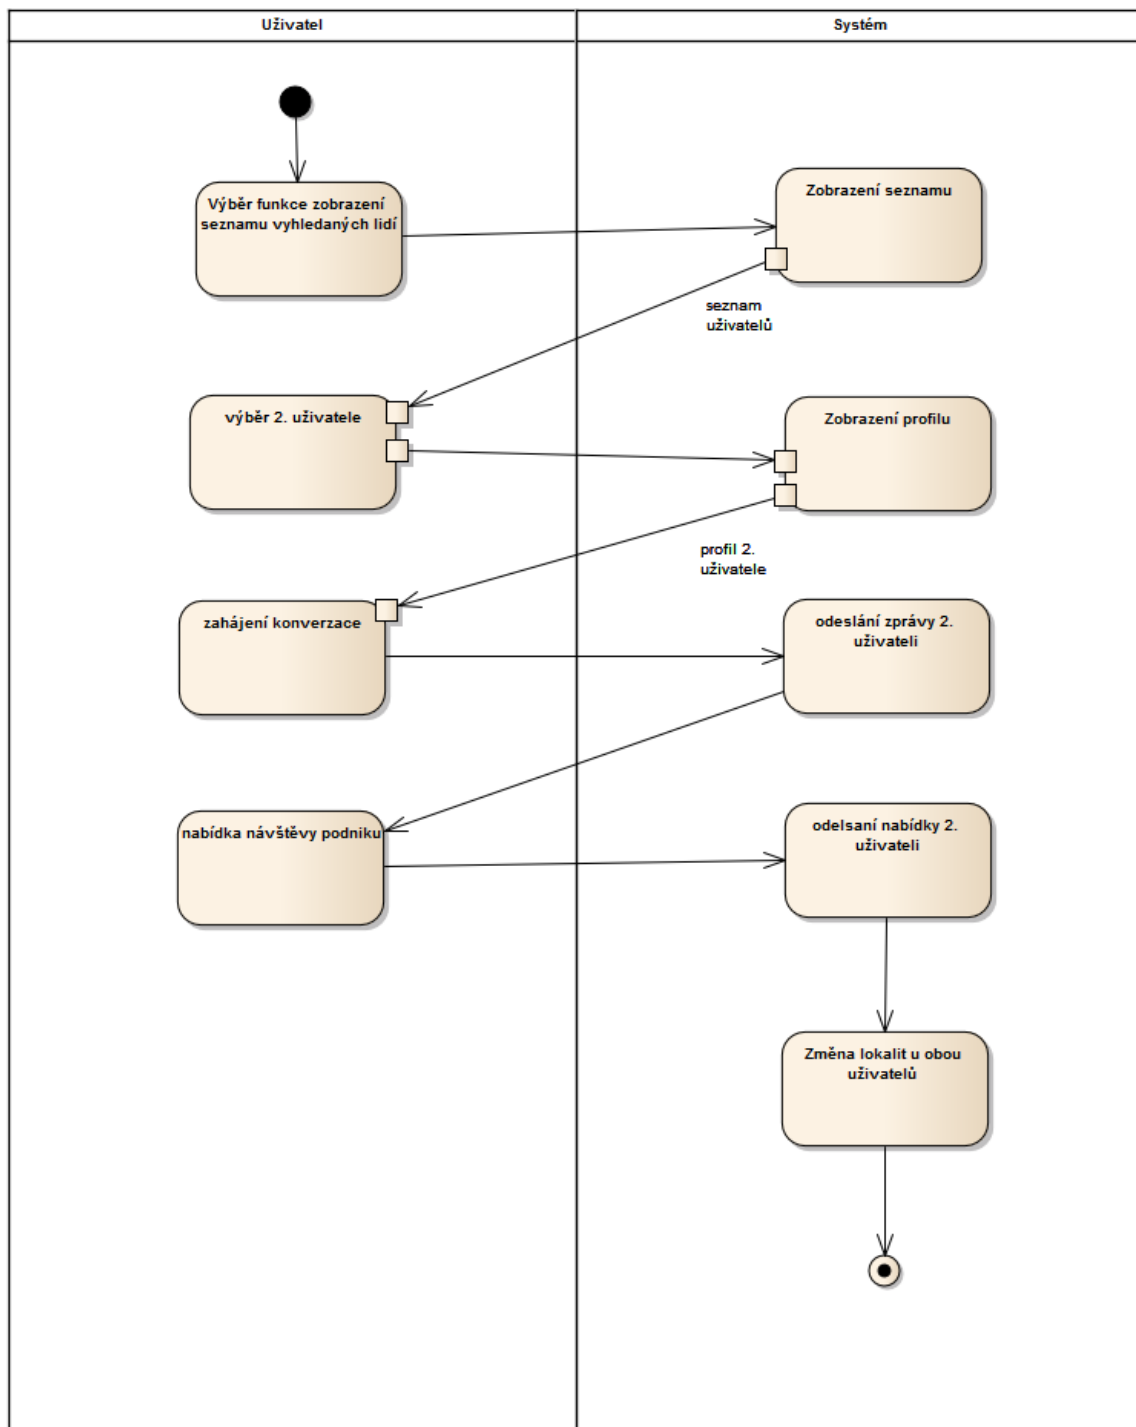 Uživatel
Systém
Výběr funkce zobrazení
seznamu vyhledaných lidí
Zobrazení seznamu
seznam
uživatelů
výběr 2. uživatele
Zobrazení profilu
profil 2.
uživatele
zahájení konverzace
odeslání zprávy 2.
uživateli
nabídka návštěvy podniku
odelsaní nabídky 2.
uživateli
Změna lokalit u obou
uživatelů